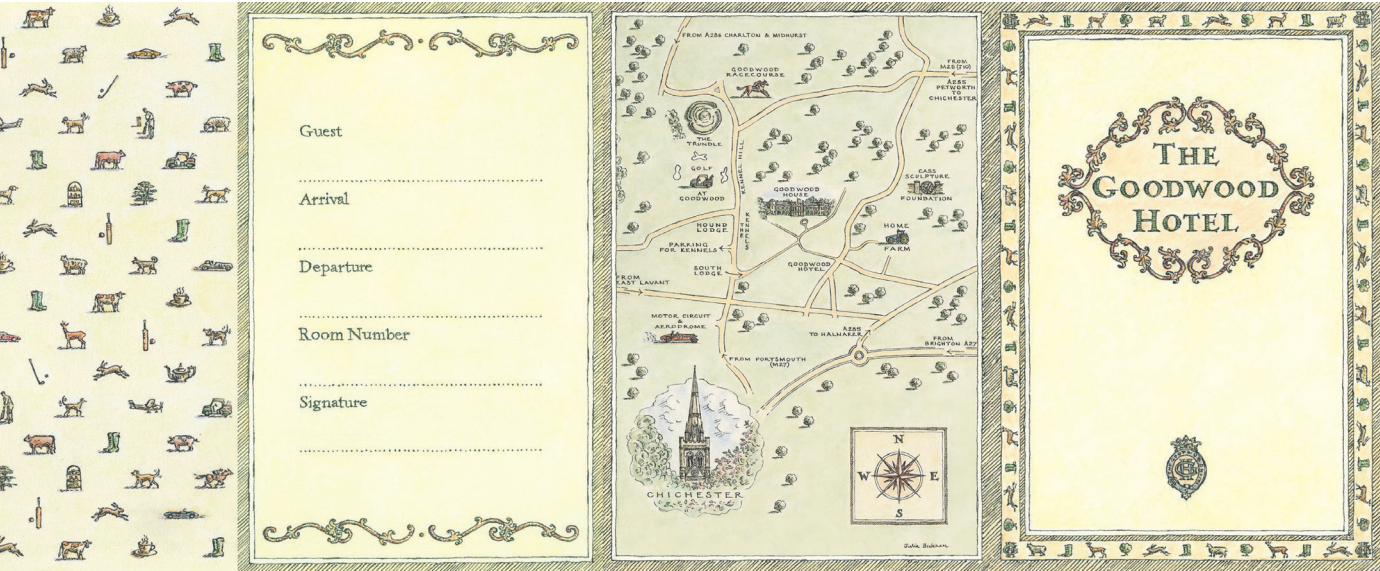 Guest
Arrival
Departure
Room Number
Signature
FROM A286 CHARLTON & MIDHURST
GOODWOOD
RACECOURSE
FROM
M25 (J10)
A285
PETWORTH
TO
CHICHESTER
THE
TRUNDLE
GOLF
AT
GOODWOOD
KENNEL HILL
CASS
SCULPTURE
FOUNDATION
GOODWOOD
HOUSE
HOUND
LODGE
THE
KENNELS
HOME
FARM
PARKING
FOR KENNELS
SOUTH
LODGE
GOODWOOD
HOTEL
FROM
EAST LAVANT
MOTOR CIRCUIT
&
AERODROME
A285
TO HALNAKER
FROM
BRIGHTON A27
FROM PORTSMOUTH
(M27)
CHICHESTER
N
W E
S
THE
GOODWOOD
HOTEL